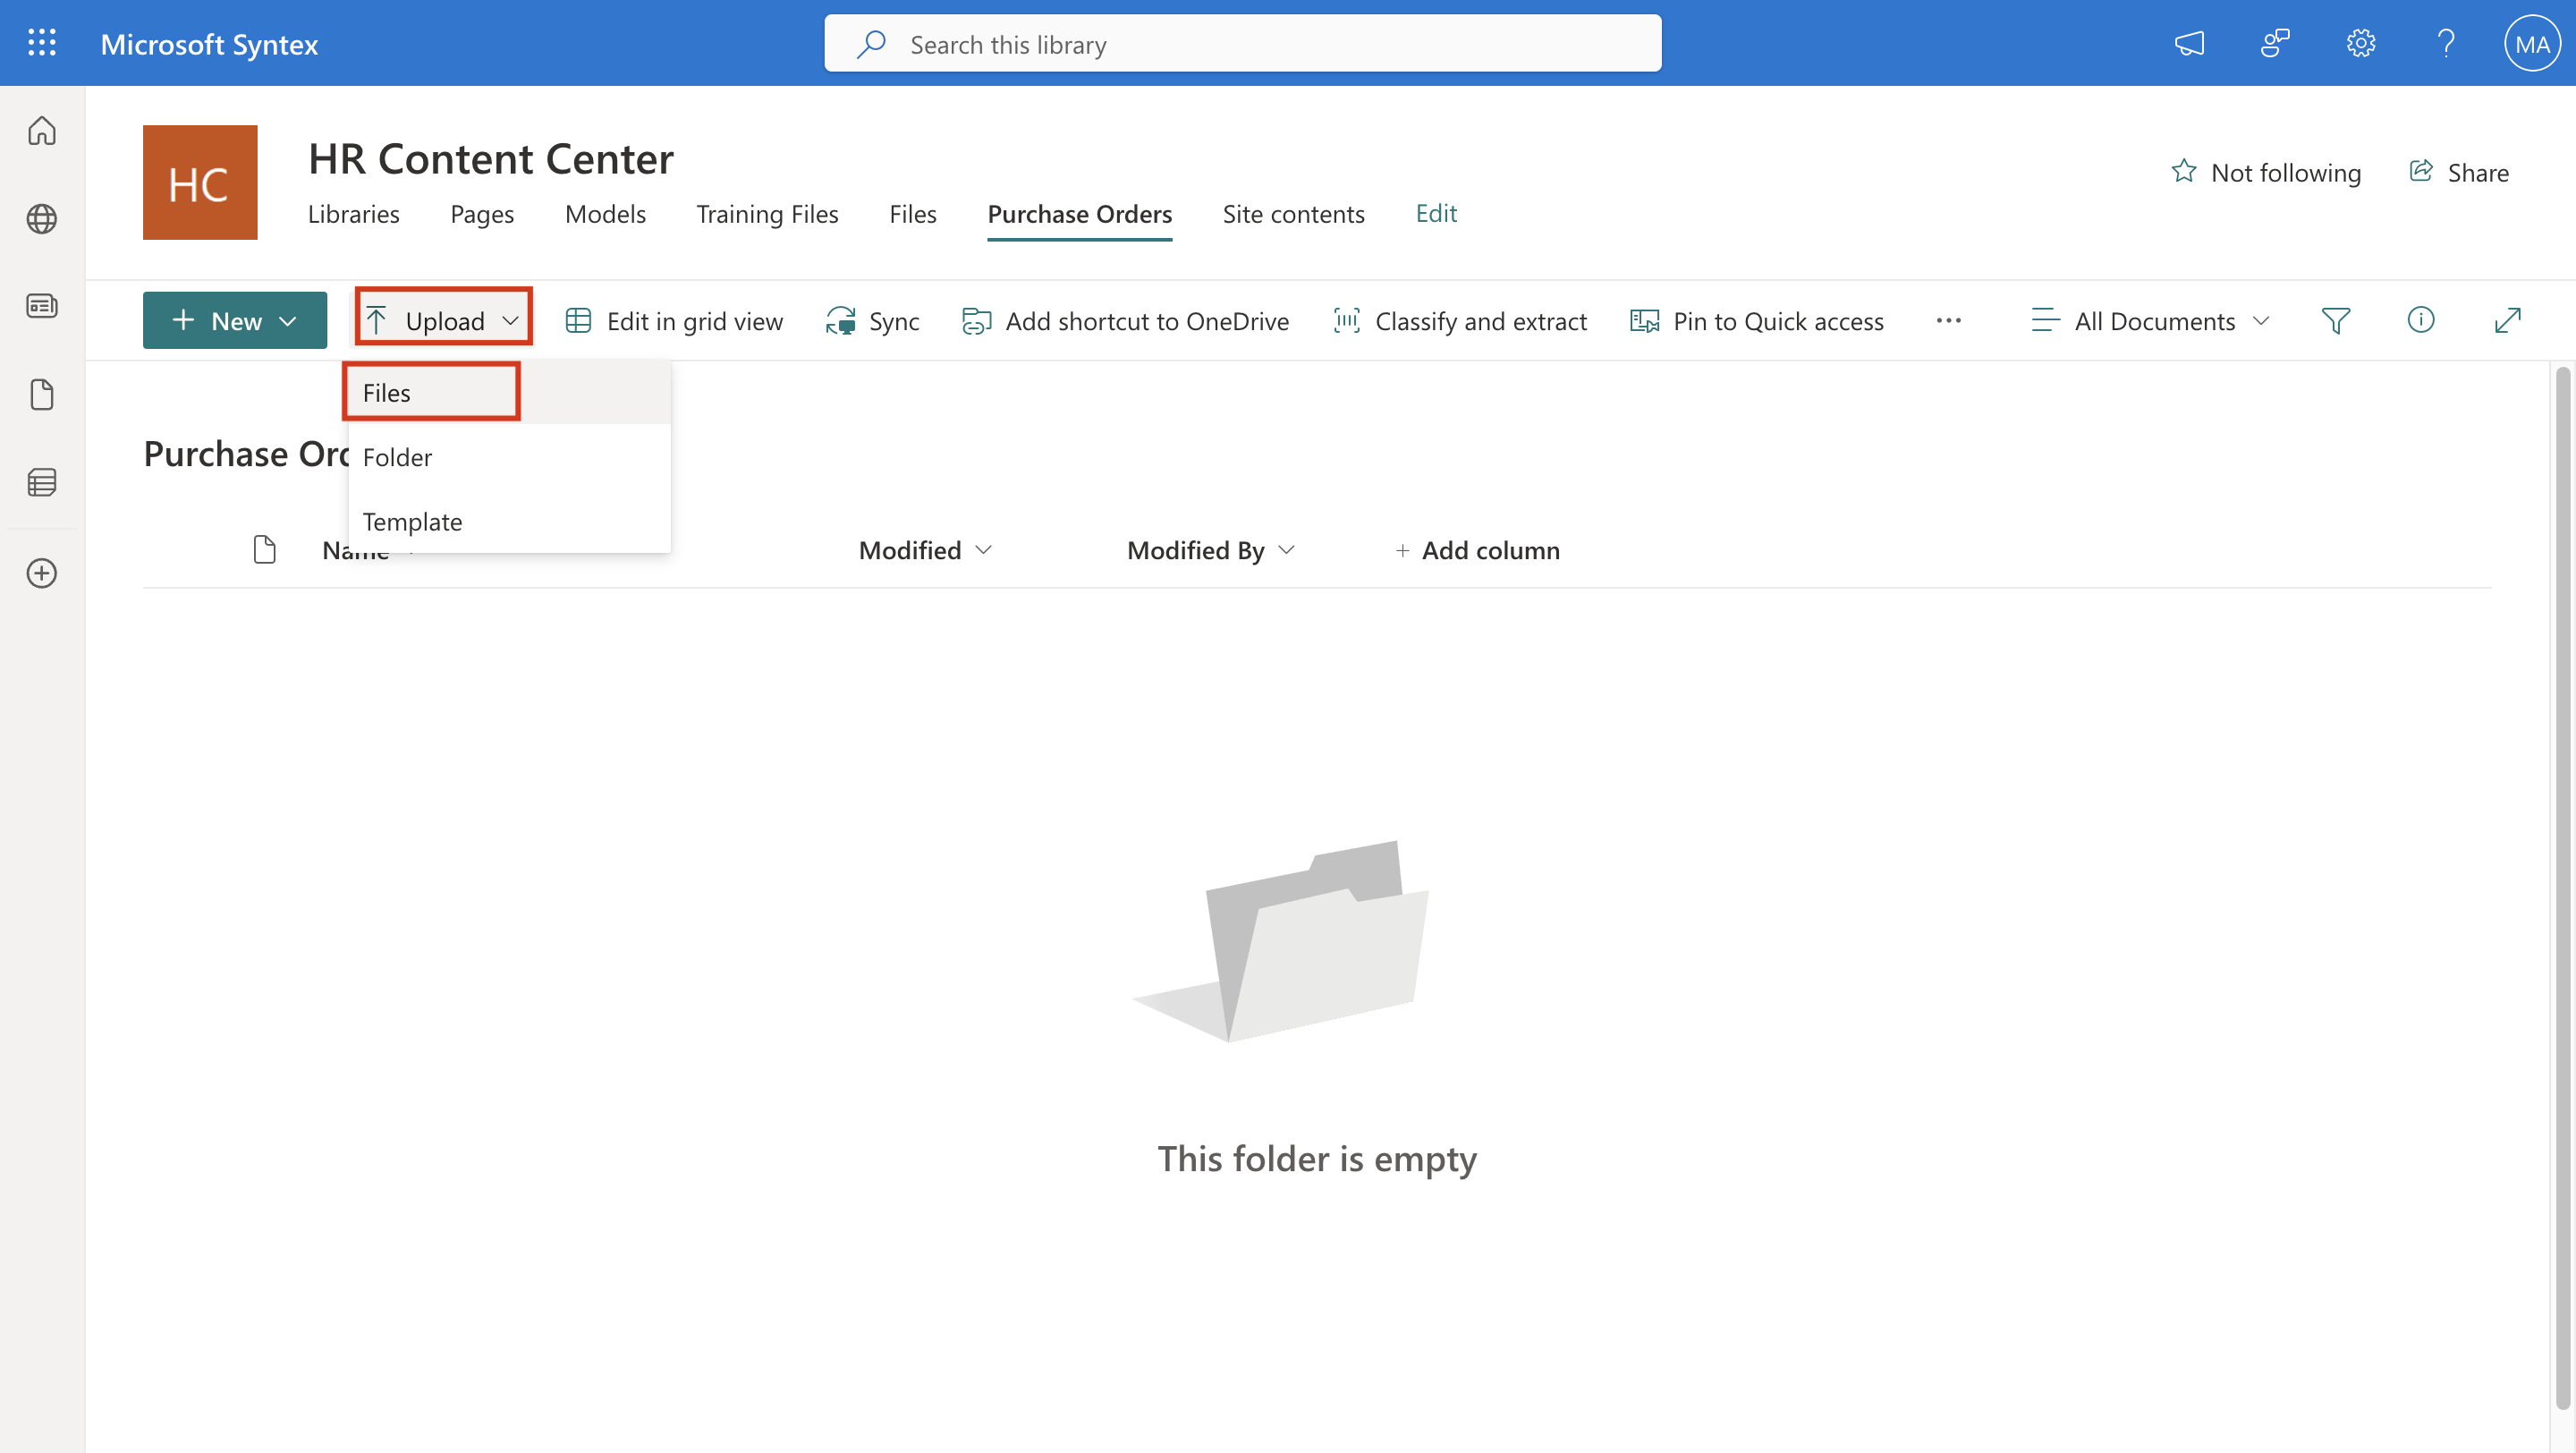 Microsoft Syntex
Search this library
MA
HC
HR Content Center
Not following
Share
Libraries
Pages
Models
Training Files
Files
Purchase Orders
Site contents
Edit
New
Upload
Edit in grid view
Sync
Add shortcut to OneDrive
Classify and extract
Pin to Quick access
All Documents
Files
Purchase Ord
Folder
Template
Name
Modified
Modified By
Add column
This folder is empty